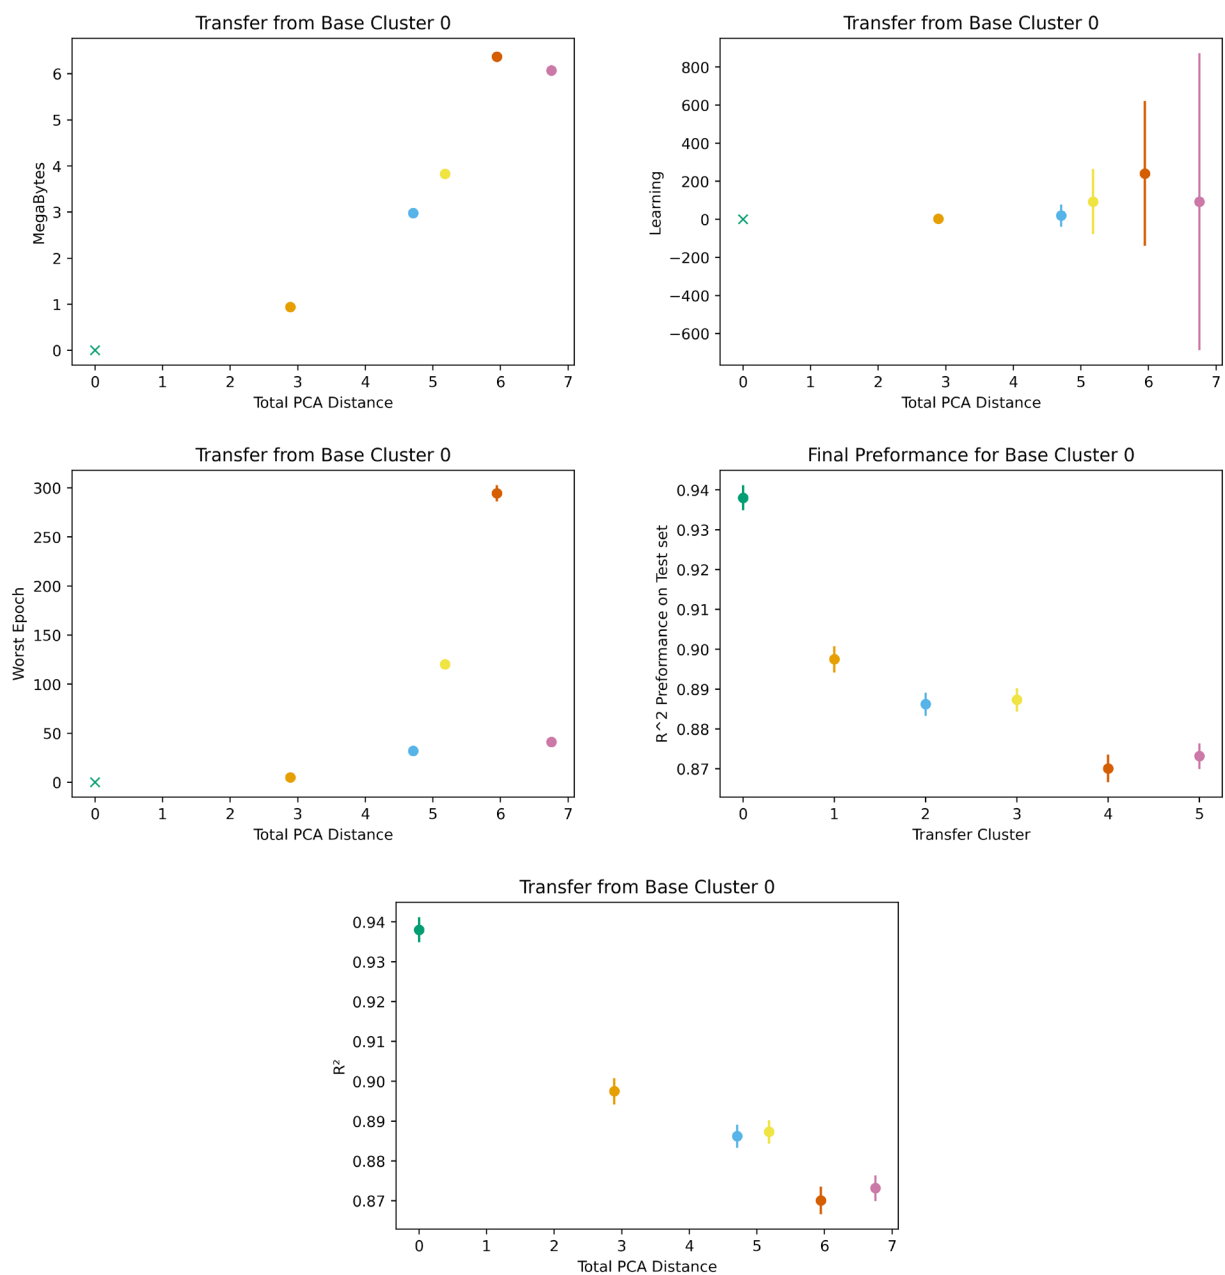 Transfer from Base Cluster 0
MegaBytes
6
5
4
3
2
1
0
0 1 2 3 4 5 6 7
Total PCA Distance
Transfer from Base Cluster 0
Learning
800
600
400
200
0
−200
−400
−600
0 1 2 3 4 5 6 7
Total PCA Distance
Transfer from Base Cluster 0
Worst Epoch
300
250
200
150
100
50
0
0 1 2 3 4 5 6 7
Total PCA Distance
Final Preformance for Base Cluster 0
R^2 Preformance on Test set
0.94
0.93
0.92
0.91
0.90
0.89
0.88
0.87
0 1 2 3 4 5
Transfer Cluster
Transfer from Base Cluster 0
R²
0.94
0.93
0.92
0.91
0.90
0.89
0.88
0.87
0 1 2 3 4 5 6 7
Total PCA Distance